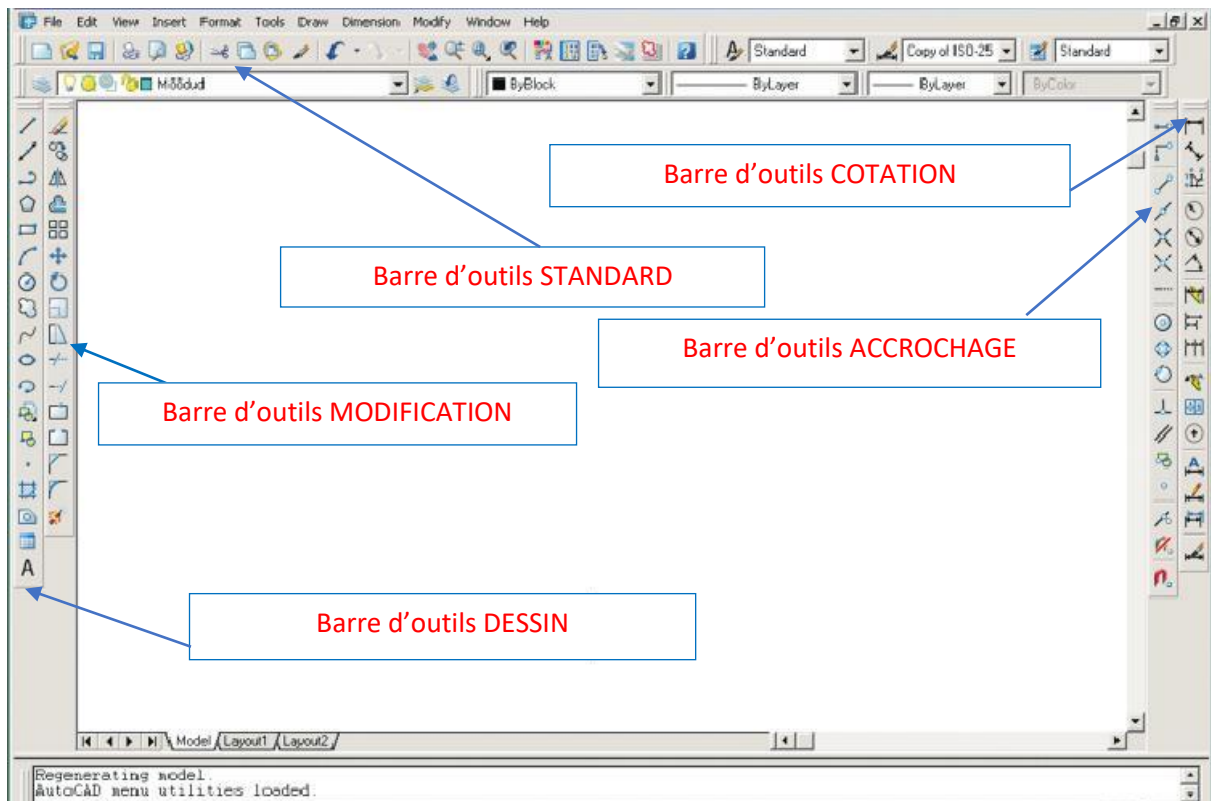 File Edit View Insert Format Tools Draw Dimension Modify Window Help
Standard Copy of ISO-25 Standard
Mõõdud ByBlock ByLayer ByLayer ByColor
Barre d’outils COTATION
Barre d’outils STANDARD
Barre d’outils ACCROCHAGE
Barre d’outils MODIFICATION
A
Barre d’outils DESSIN
Model Layout1 Layout2
Regenerating model.
AutoCAD menu utilities loaded.